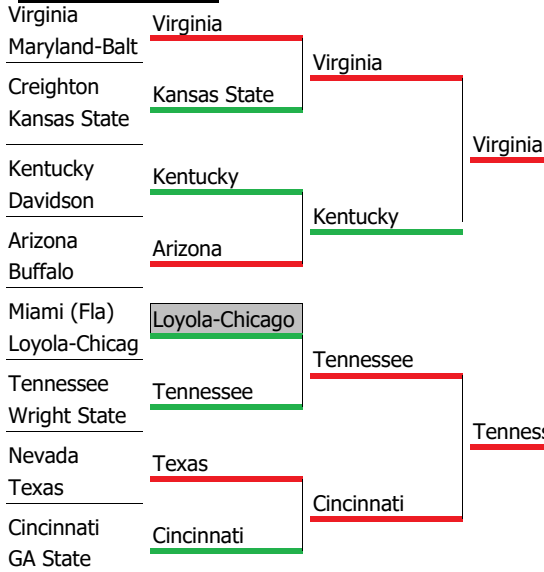 Virginia
Maryland-Balt
Creighton
Kansas State
Kentucky
Davidson
Arizona
Buffalo
Miami (Fla)
Loyola-Chicag
Tennessee
Wright State
Nevada
Texas
Cincinnati
GA State
Virginia
Kansas State
Kentucky
Arizona
Loyola-Chicago
Tennessee
Texas
Cincinnati
Virginia
Kentucky
Tennessee
Cincinnati
Virginia
Tenness